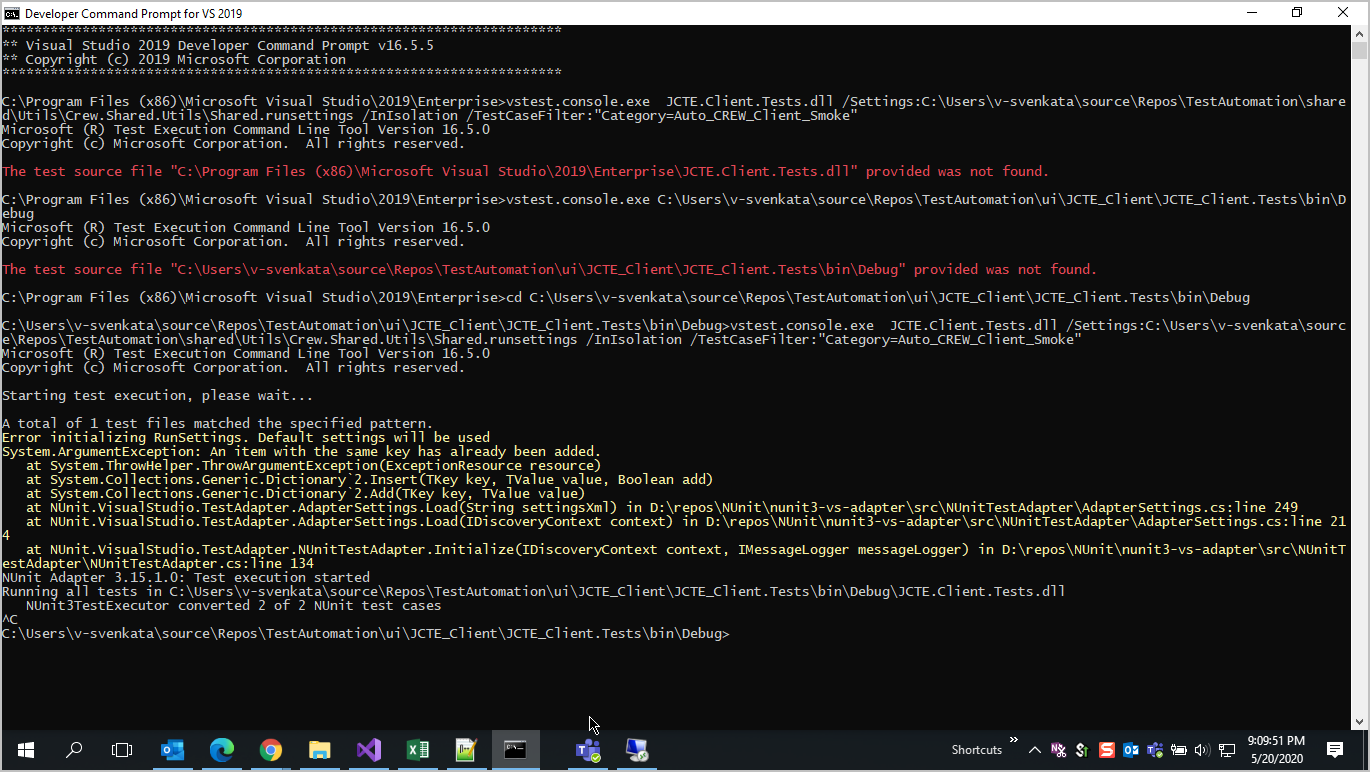 Developer Command Prompt for VS 2019
**********************************************************************
** Visual Studio 2019 Developer Command Prompt v16.5.5
** Copyright (c) 2019 Microsoft Corporation
**********************************************************************
C:\Program Files (x86)\Microsoft Visual Studio\2019\Enterprise>vstest.console.exe  JCTE.Client.Tests.dll /Settings:C:\Users\v-svenkata\source\Repos\TestAutomation\share
d\Utils\Crew.Shared.Utils\Shared.runsettings /InIsolation /TestCaseFilter:"Category=Auto_CREW_Client_Smoke"
Microsoft (R) Test Execution Command Line Tool Version 16.5.0
Copyright (c) Microsoft Corporation.  All rights reserved.
The test source file "C:\Program Files (x86)\Microsoft Visual Studio\2019\Enterprise\JCTE.Client.Tests.dll" provided was not found.
C:\Program Files (x86)\Microsoft Visual Studio\2019\Enterprise>vstest.console.exe C:\Users\v-svenkata\source\Repos\TestAutomation\ui\JCTE_Client\JCTE_Client.Tests\bin\D
ebug
Microsoft (R) Test Execution Command Line Tool Version 16.5.0
Copyright (c) Microsoft Corporation.  All rights reserved.
The test source file "C:\Users\v-svenkata\source\Repos\TestAutomation\ui\JCTE_Client\JCTE_Client.Tests\bin\Debug" provided was not found.
C:\Program Files (x86)\Microsoft Visual Studio\2019\Enterprise>cd C:\Users\v-svenkata\source\Repos\TestAutomation\ui\JCTE_Client\JCTE_Client.Tests\bin\Debug
C:\Users\v-svenkata\source\Repos\TestAutomation\ui\JCTE_Client\JCTE_Client.Tests\bin\Debug>vstest.console.exe  JCTE.Client.Tests.dll /Settings:C:\Users\v-svenkata\sourc
e\Repos\TestAutomation\shared\Utils\Crew.Shared.Utils\Shared.runsettings /InIsolation /TestCaseFilter:"Category=Auto_CREW_Client_Smoke"
Microsoft (R) Test Execution Command Line Tool Version 16.5.0
Copyright (c) Microsoft Corporation.  All rights reserved.
Starting test execution, please wait...
A total of 1 test files matched the specified pattern.
Error initializing RunSettings. Default settings will be used
System.ArgumentException: An item with the same key has already been added.
   at System.ThrowHelper.ThrowArgumentException(ExceptionResource resource)
   at System.Collections.Generic.Dictionary`2.Insert(TKey key, TValue value, Boolean add)
   at System.Collections.Generic.Dictionary`2.Add(TKey key, TValue value)
   at NUnit.VisualStudio.TestAdapter.AdapterSettings.Load(String settingsXml) in D:\repos\NUnit\nunit3-vs-adapter\src\NUnitTestAdapter\AdapterSettings.cs:line 249
   at NUnit.VisualStudio.TestAdapter.AdapterSettings.Load(IDiscoveryContext context) in D:\repos\NUnit\nunit3-vs-adapter\src\NUnitTestAdapter\AdapterSettings.cs:line 21
4
   at NUnit.VisualStudio.TestAdapter.NUnitTestAdapter.Initialize(IDiscoveryContext context, IMessageLogger messageLogger) in D:\repos\NUnit\nunit3-vs-adapter\src\NUnitT
estAdapter\NUnitTestAdapter.cs:line 134
NUnit Adapter 3.15.1.0: Test execution started
Running all tests in C:\Users\v-svenkata\source\Repos\TestAutomation\ui\JCTE_Client\JCTE_Client.Tests\bin\Debug\JCTE.Client.Tests.dll
   NUnit3TestExecutor converted 2 of 2 NUnit test cases
^C
C:\Users\v-svenkata\source\Repos\TestAutomation\ui\JCTE_Client\JCTE_Client.Tests\bin\Debug>
Shortcuts
9:09:51 PM
5/20/2020